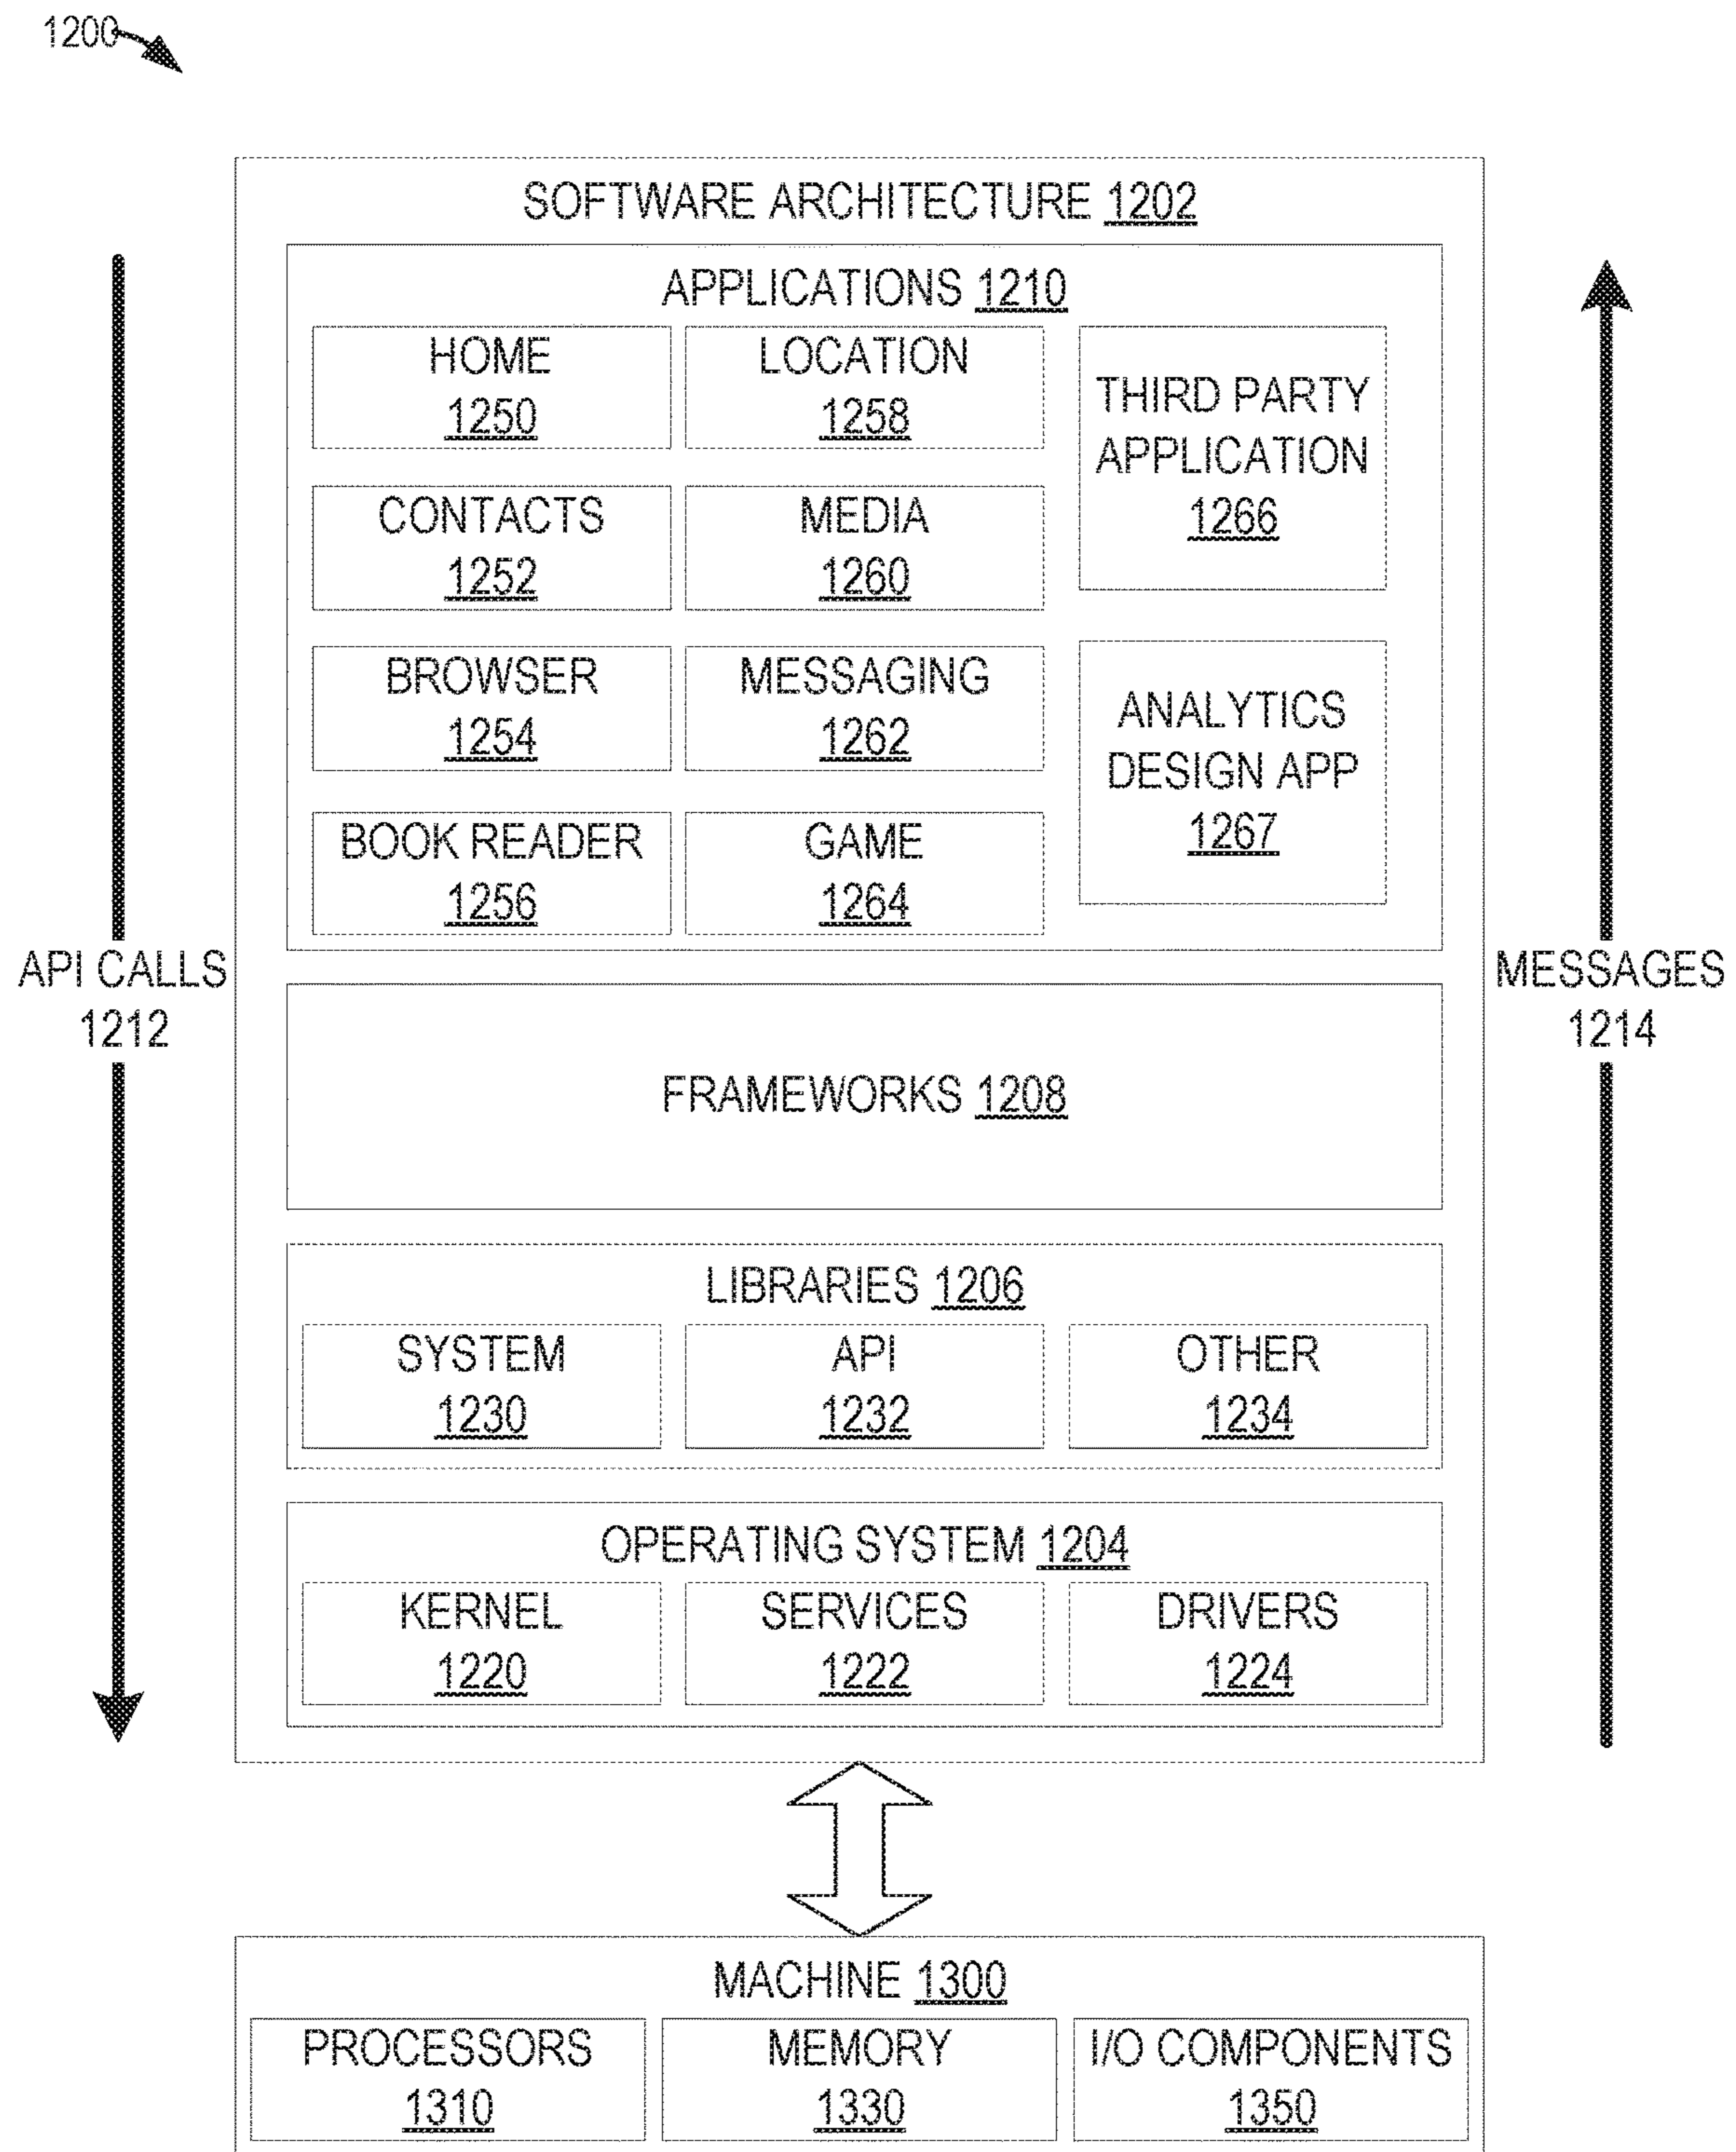 1200
SOFTWARE ARCHITECTURE 1202
APPLICATIONS 1210
HOME
1250
LOCATION
1258
THIRD PARTY
APPLICATION
1266
CONTACTS
1252
MEDIA
1260
BROWSER
1254
MESSAGING
1262
ANALYTICS
DESIGN APP
1267
BOOK READER
1256
GAME
1264
API CALLS
1212
MESSAGES
1214
FRAMEWORKS 1208
LIBRARIES 1206
SYSTEM
1230
API
1232
OTHER
1234
OPERATING SYSTEM 1204
KERNEL
1220
SERVICES
1222
DRIVERS
1224
MACHINE 1300
PROCESSORS
1310
MEMORY
1330
I/O COMPONENTS
1350